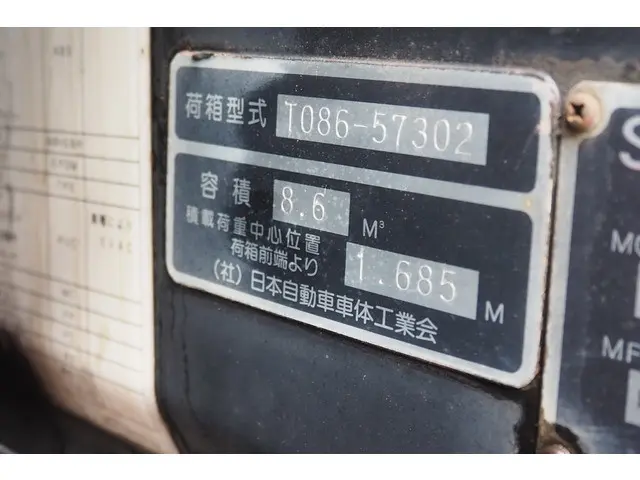 荷箱型式 T086-57302
容積 8.6 M³
積載荷重中心位置
荷箱前端より 1.685 M
(社)日本自動車車体工業会
S
MO
MF